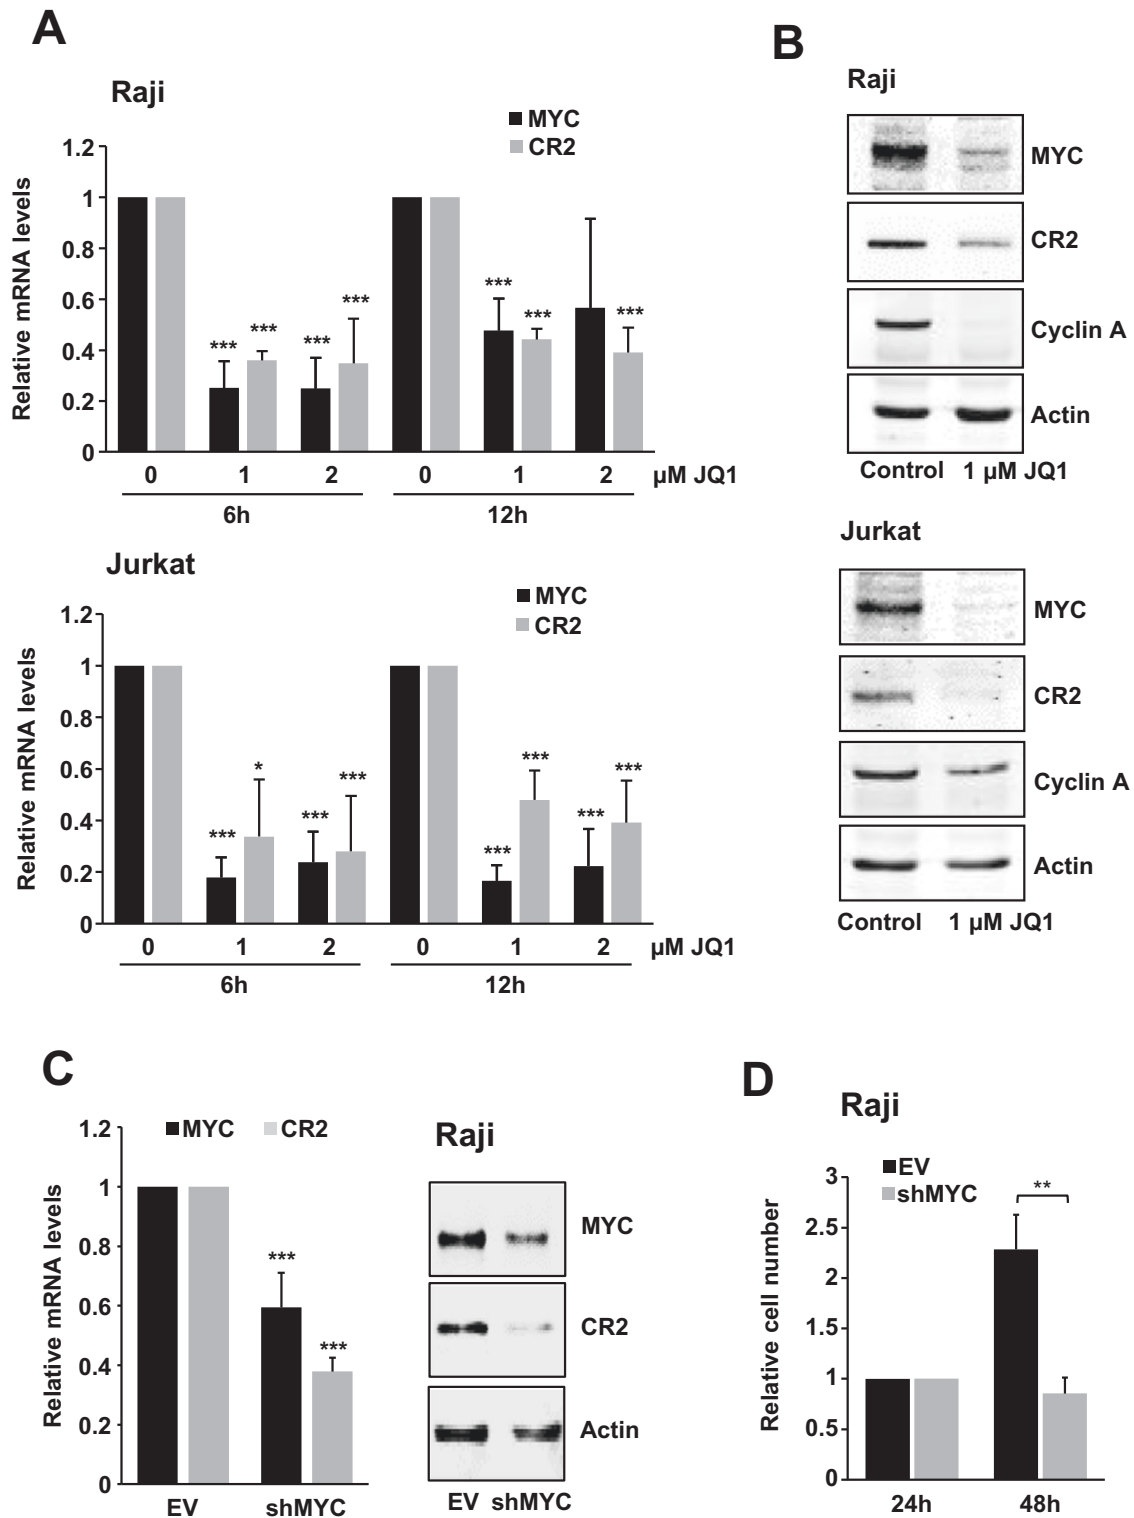 A
Raji
MYC
CR2
Relative mRNA levels
1.2
1
0.8
0.6
0.4
0.2
0
*** *** *** *** *** *** ***
0 1 2 0 1 2 µM JQ1
6h 12h
Jurkat
MYC
CR2
Relative mRNA levels
1.2
1
0.8
0.6
0.4
0.2
0
*** * *** *** *** *** *** ***
0 1 2 0 1 2 µM JQ1
6h 12h
B
Raji
MYC
CR2
Cyclin A
Actin
Control 1 µM JQ1
Jurkat
MYC
CR2
Cyclin A
Actin
Control 1 µM JQ1
C
MYC CR2
Relative mRNA levels
1.2
1
0.8
0.6
0.4
0.2
0
*** ***
EV shMYC
Raji
MYC
CR2
Actin
EV shMYC
D
Raji
EV
shMYC
Relative cell number
3
2.5
2
1.5
1
0.5
0
**
24h 48h